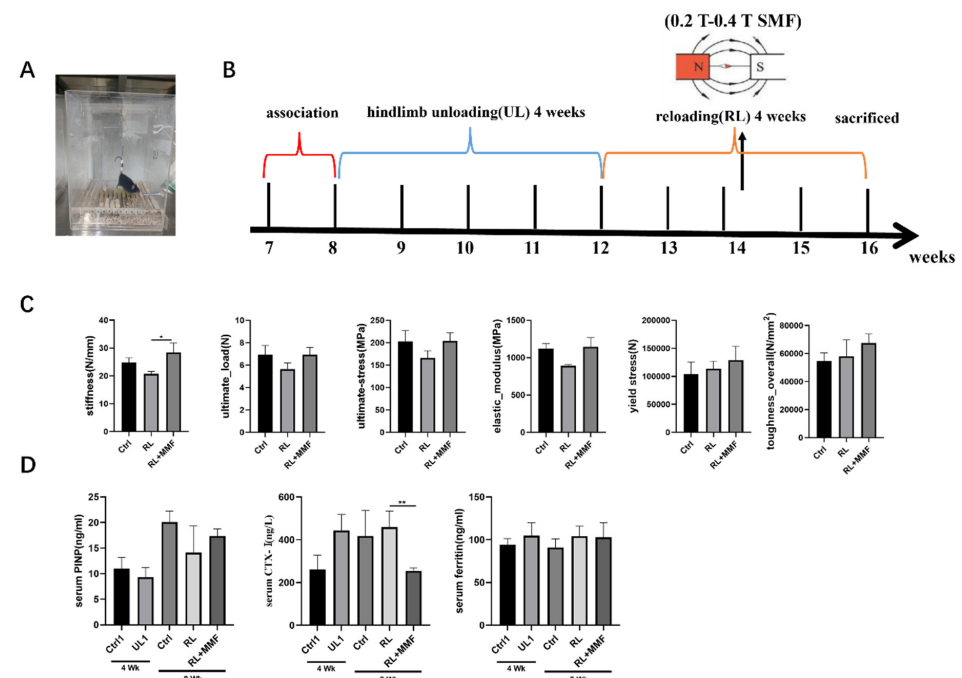 (0.2 T-0.4 T SMF)
A
B
N
S
association
hindlimb unloading(UL) 4 weeks
reloading(RL) 4 weeks
sacrificed
7
8
9
10
11
12
13
14
15
16
weeks
C
stiffness(N/mm)
40
30
20
10
0
*
Ctrl
RL
RL+MMF
ultimate_load(N)
10
8
6
4
2
0
Ctrl
RL
RL+MMF
ultimate-stress(MPa)
250
200
150
100
50
0
Ctrl
RL
RL+MMF
elastic_modulus(MPa)
1500
1000
500
0
Ctrl
RL
RL+MMF
yield stress(N)
200000
150000
100000
50000
0
Ctrl
RL
RL+MMF
toughness_overall(N/mm²)
80000
60000
40000
20000
0
Ctrl
RL
RL+MMF
D
serum PINP(ng/ml)
25
20
15
10
5
0
Ctrl1
UL1
Ctrl
RL
RL+MMF
4 Wk
8 Wk
serum CTX- I(ng/L)
600
400
200
0
**
Ctrl1
UL1
Ctrl
RL
RL+MMF
4 Wk
8 Wk
serum ferritin(ng/ml)
150
100
50
0
Ctrl1
UL1
Ctrl
RL
RL+MMF
4 Wk
8 Wk